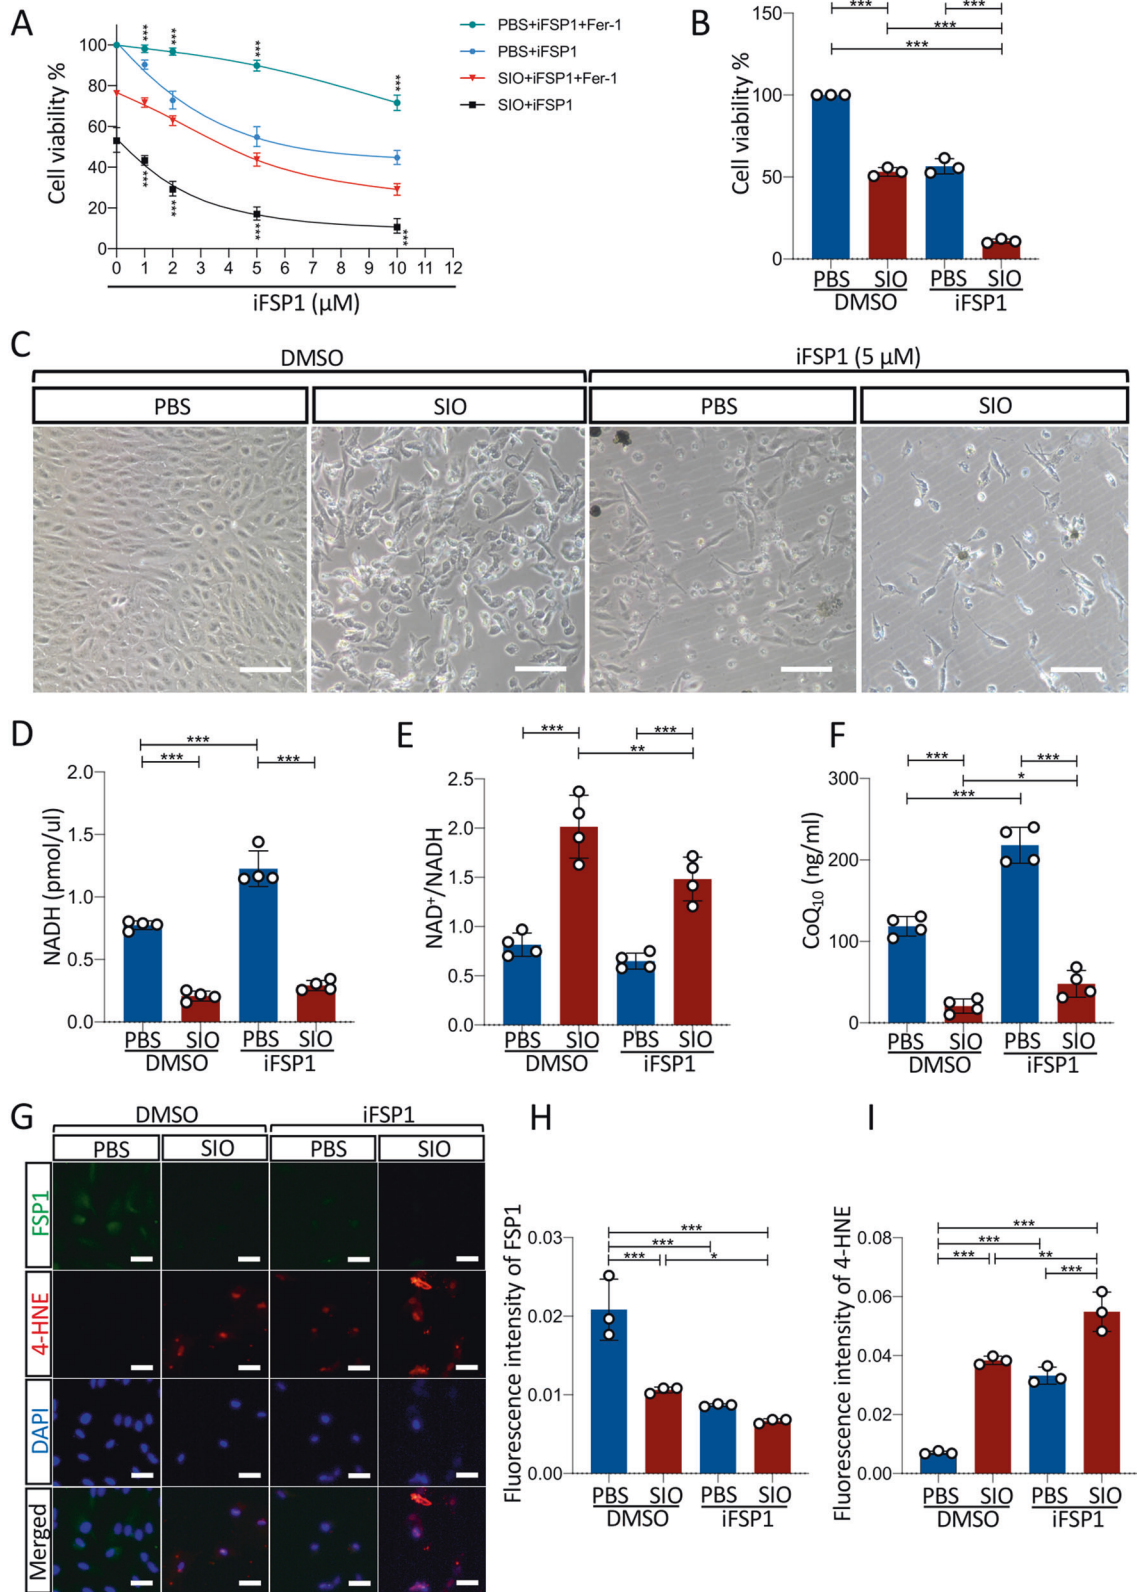 A
Cell viability %
100
80
60
40
20
0
0 1 2 3 4 5 6 7 8 9 10 11 12
iFSP1 (μM)
*** *** *** ***
*** *** *** ***
PBS+iFSP1+Fer-1
PBS+iFSP1
SIO+iFSP1+Fer-1
SIO+iFSP1
B
*** ***
***
***
Cell viability %
150
100
50
0
PBS SIO PBS SIO
DMSO iFSP1
C
DMSO iFSP1 (5 μM)
PBS SIO PBS SIO
D
***
*** ***
NADH (pmol/ul)
2.0
1.5
1.0
0.5
0.0
PBS SIO PBS SIO
DMSO iFSP1
E
*** ***
**
NAD⁺/NADH
2.5
2.0
1.5
1.0
0.5
0.0
PBS SIO PBS SIO
DMSO iFSP1
F
*** ***
*
***
CoQ₁₀ (ng/ml)
300
200
100
0
PBS SIO PBS SIO
DMSO iFSP1
G
DMSO iFSP1
PBS SIO PBS SIO
FSP1
4-HNE
DAPI
Merged
H
***
***
*** *
Fluorescence intensity of FSP1
0.03
0.02
0.01
0.00
PBS SIO PBS SIO
DMSO iFSP1
I
***
***
*** **
***
Fluorescence intensity of 4-HNE
0.08
0.06
0.04
0.02
0.00
PBS SIO PBS SIO
DMSO iFSP1